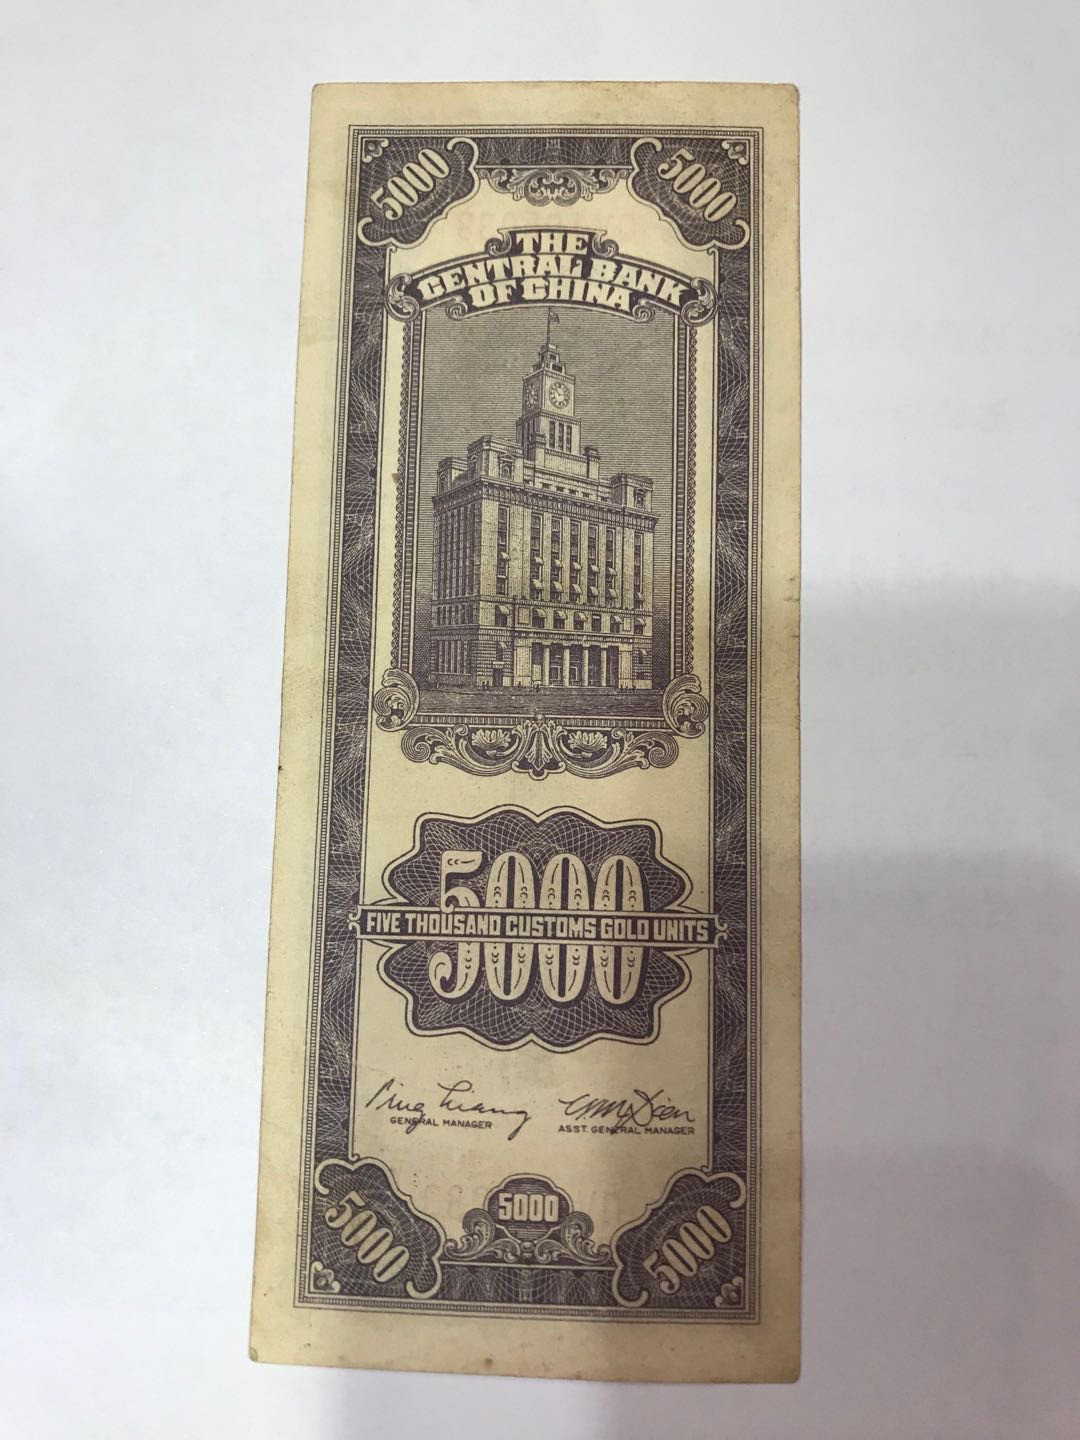 5000 5000
THE
CENTRAL BANK
OF CHINA
5000
FIVE THOUSAND CUSTOMS GOLD UNITS
GENERAL MANAGER
ASST. GENERAL MANAGER
5000
5000 5000